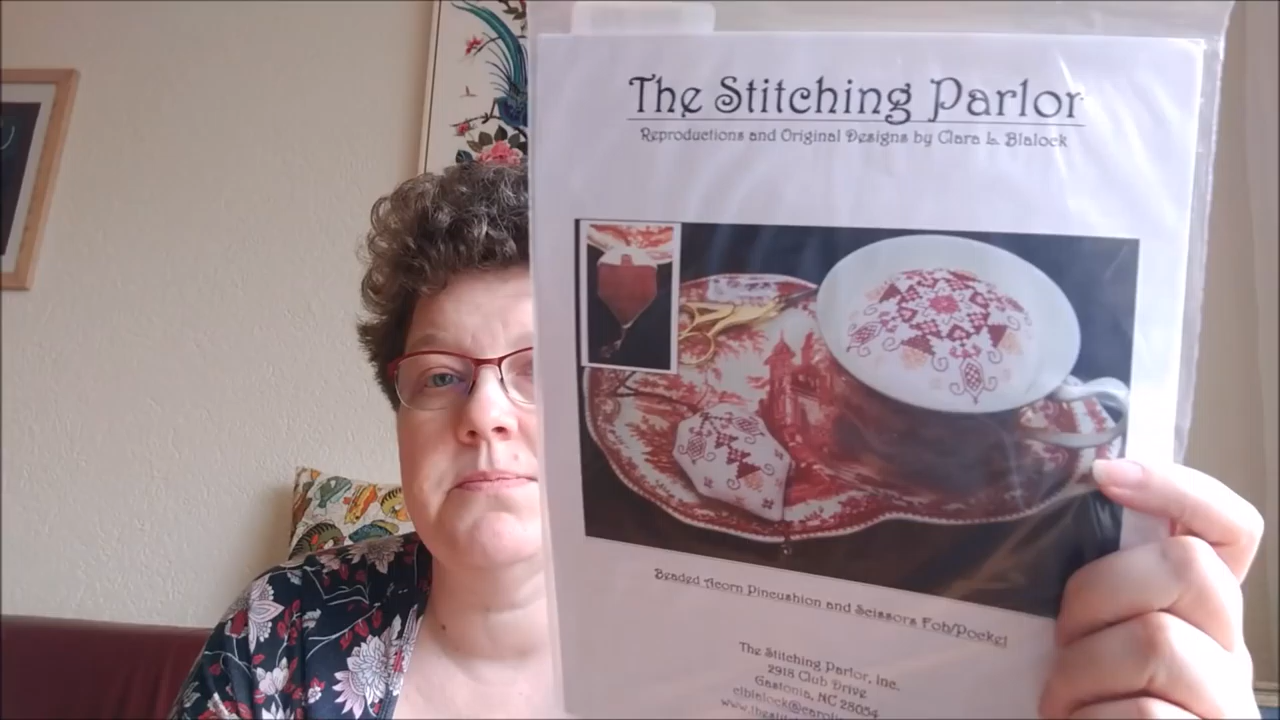 The Stitching Parlor
Reproductions and Original Designs by Clara L. Blalock
Beaded Acorn Pincushion and Scissors Fob/Pocket
The Stitching Parlor, Inc.
2918 Club Drive
Gastonia, NC 28054